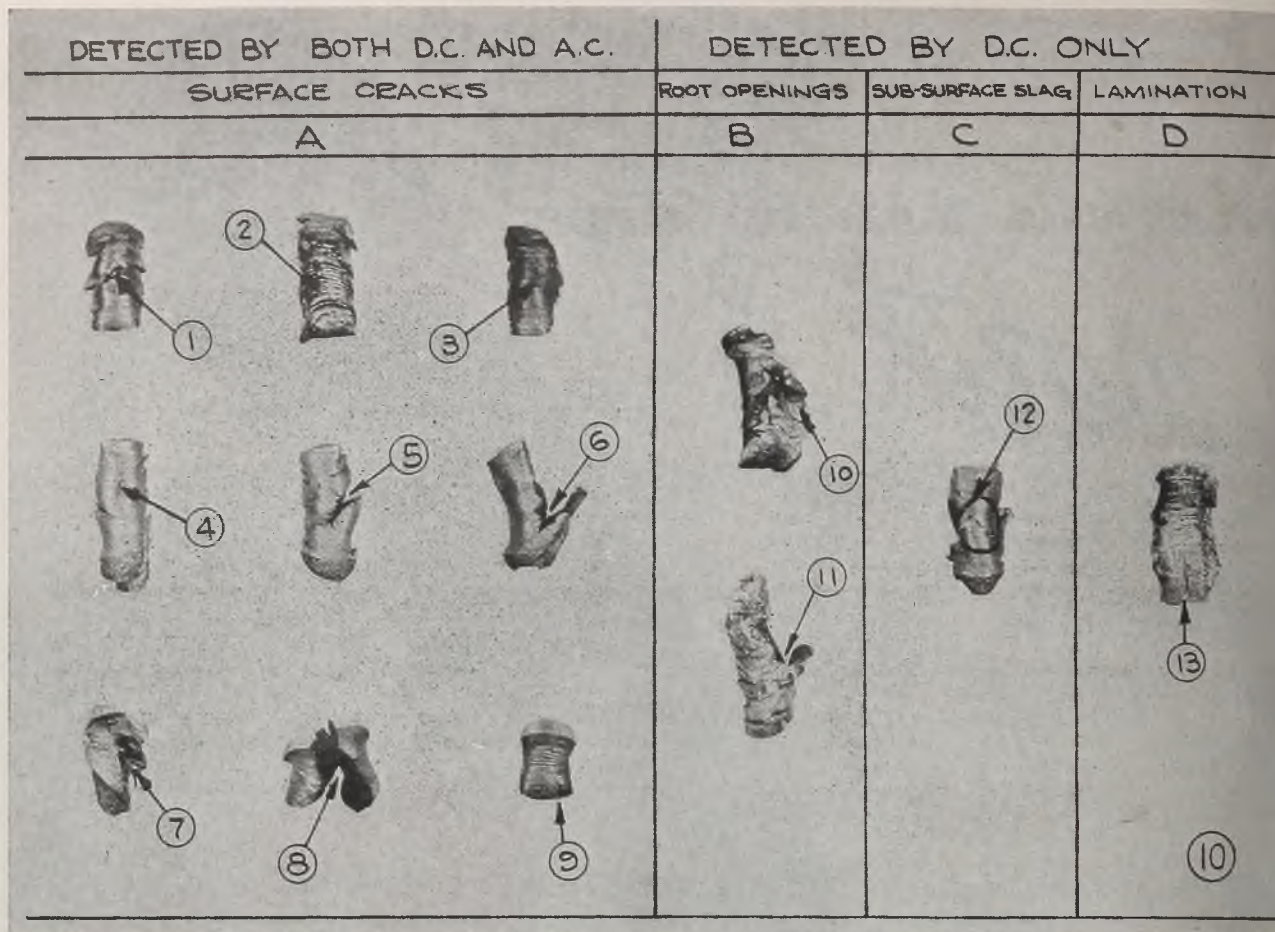 DETECTED BY BOTH D.C. AND A.C.
DETECTED BY D.C. ONLY
SURFACE CRACKS
ROOT OPENINGS
SUB-SURFACE SLAG
LAMINATION
A
B
C
D
1
2
3
4
5
6
7
8
9
10
11
12
13
10